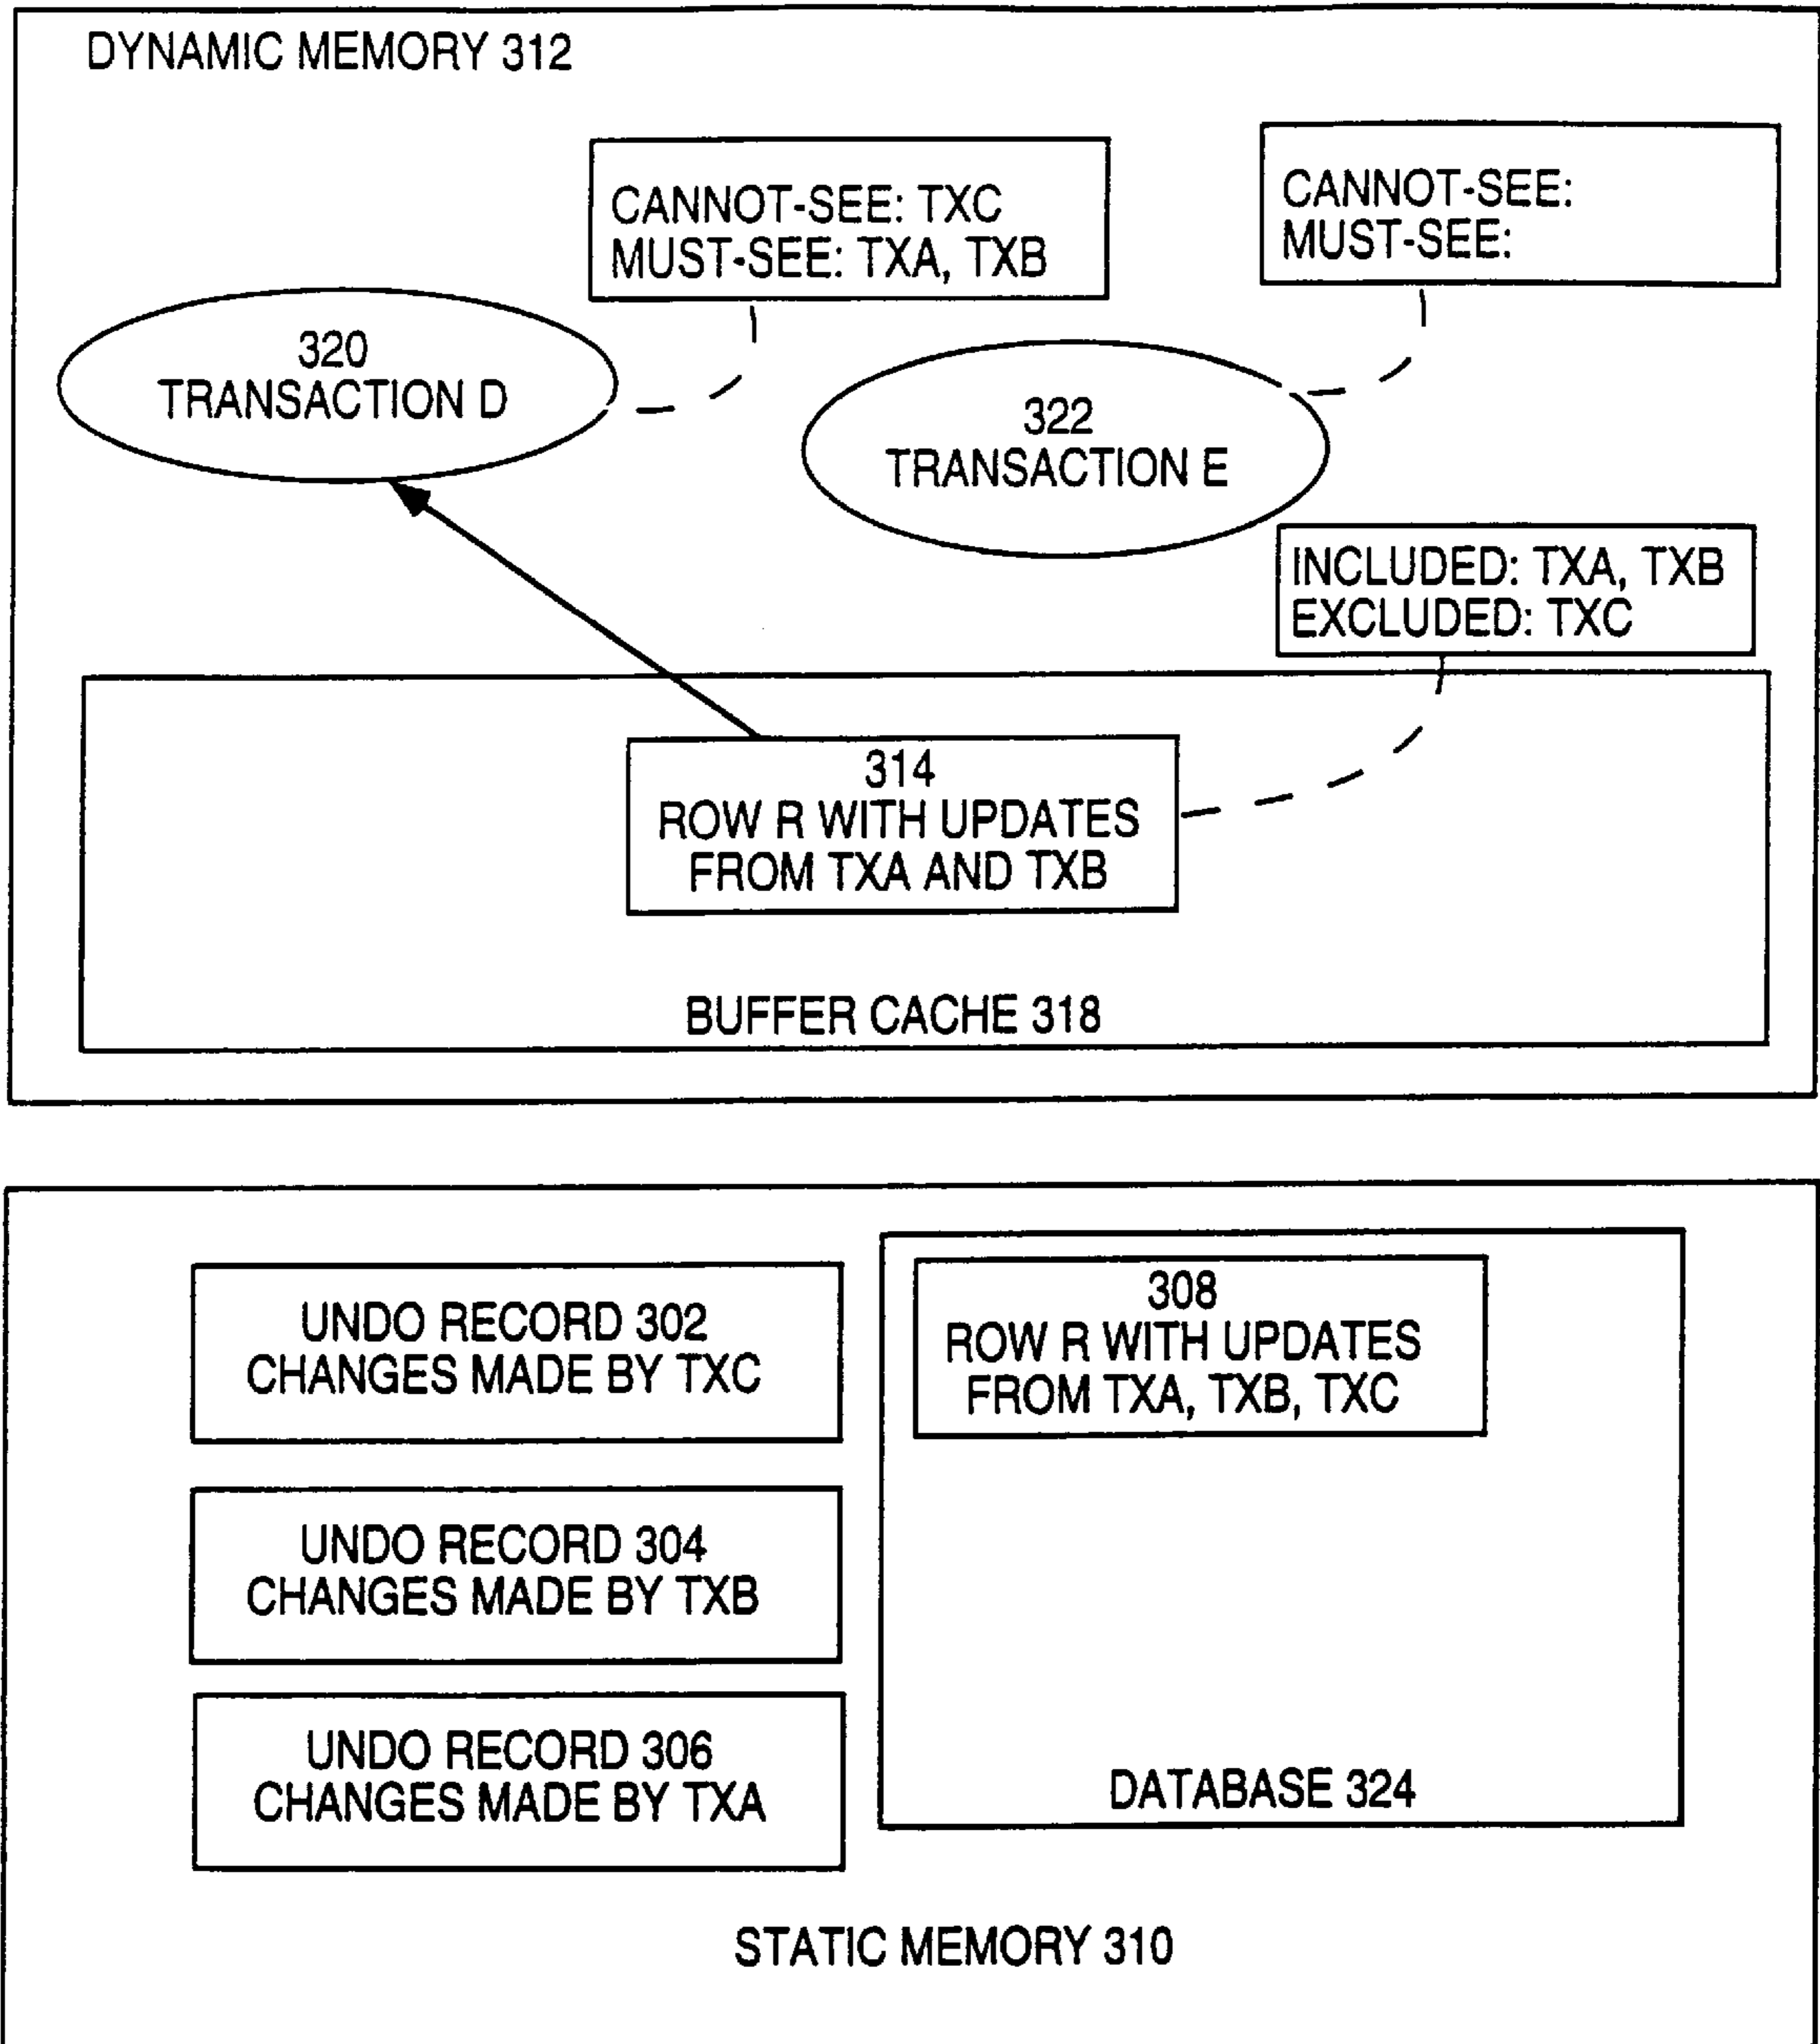 DYNAMIC MEMORY 312
CANNOT-SEE: TXC
MUST-SEE: TXA, TXB
CANNOT-SEE:
MUST-SEE:
320
TRANSACTION D
322
TRANSACTION E
INCLUDED: TXA, TXB
EXCLUDED: TXC
314
ROW R WITH UPDATES
FROM TXA AND TXB
BUFFER CACHE 318
UNDO RECORD 302
CHANGES MADE BY TXC
308
ROW R WITH UPDATES
FROM TXA, TXB, TXC
UNDO RECORD 304
CHANGES MADE BY TXB
UNDO RECORD 306
CHANGES MADE BY TXA
DATABASE 324
STATIC MEMORY 310